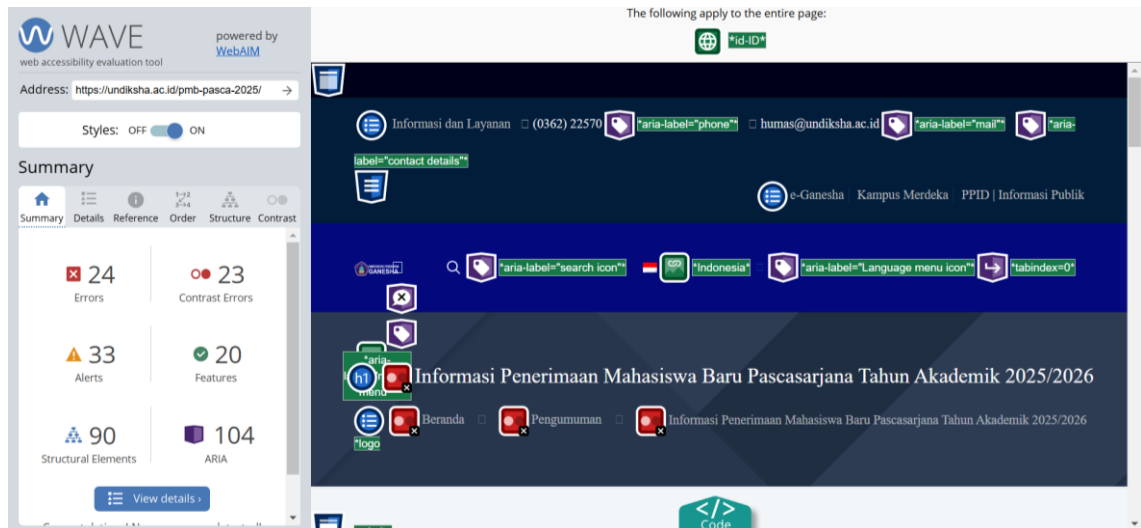 WAVE
web accessibility evaluation tool
powered by
WebAIM
Address: https://undiksha.ac.id/pmb-pasca-2025/
Styles: OFF ON
Summary
Summary Details Reference Order Structure Contrast
24
Errors
23
Contrast Errors
33
Alerts
20
Features
90
Structural Elements
104
ARIA
View details ›
The following apply to the entire page:
*id-ID*
Informasi dan Layanan (0362) 22570 *aria-label="phone"* humas@undiksha.ac.id *aria-label="mail"* *aria-
label="contact details"*
e-Ganesha Kampus Merdeka PPID | Informasi Publik
GANESHA *aria-label="search icon"* *Indonesia* *aria-label="Language menu icon"* *tabindex=0*
*aria-
menu
h1 Informasi Penerimaan Mahasiswa Baru Pascasarjana Tahun Akademik 2025/2026
Beranda Pengumuman Informasi Penerimaan Mahasiswa Baru Pascasarjana Tahun Akademik 2025/2026
*logo
</>
Code